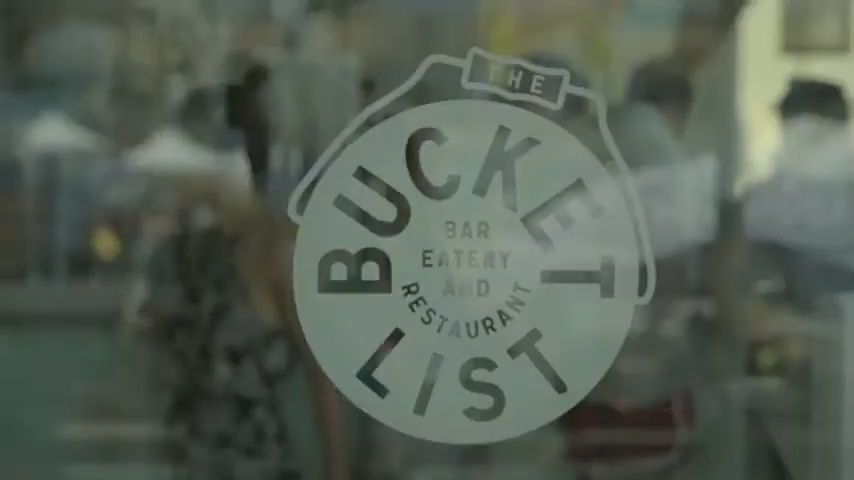 THE
BUCKET
BAR
EATERY
AND
RESTAURANT
LIST